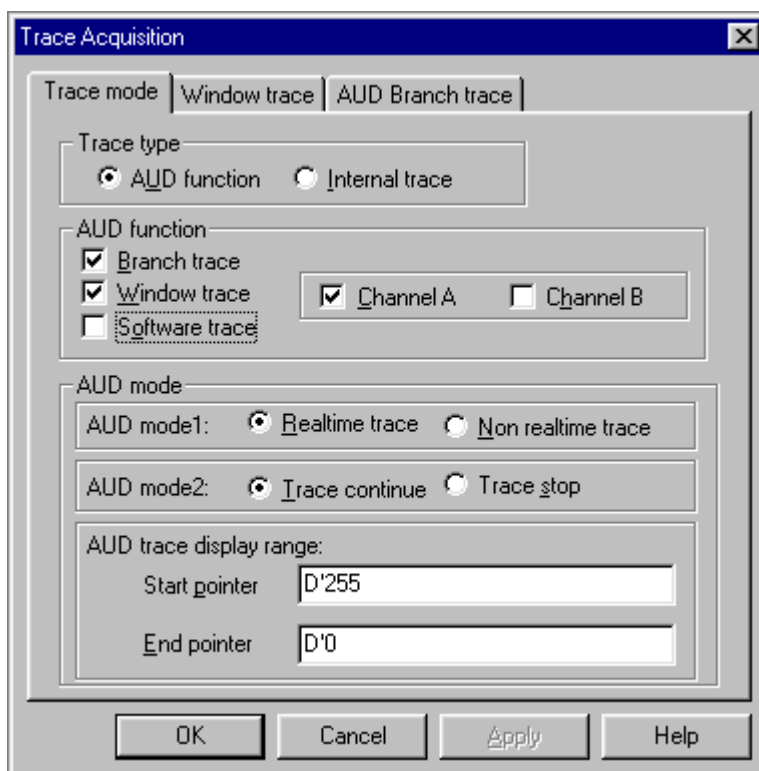 Trace Acquisition
Trace mode Window trace AUD Branch trace
Trace type
AUD function Internal trace
AUD function
Branch trace
Window trace Channel A Channel B
Software trace
AUD mode
AUD mode1: Realtime trace Non realtime trace
AUD mode2: Trace continue Trace stop
AUD trace display range:
Start pointer D'255
End pointer D'0
OK Cancel Apply Help